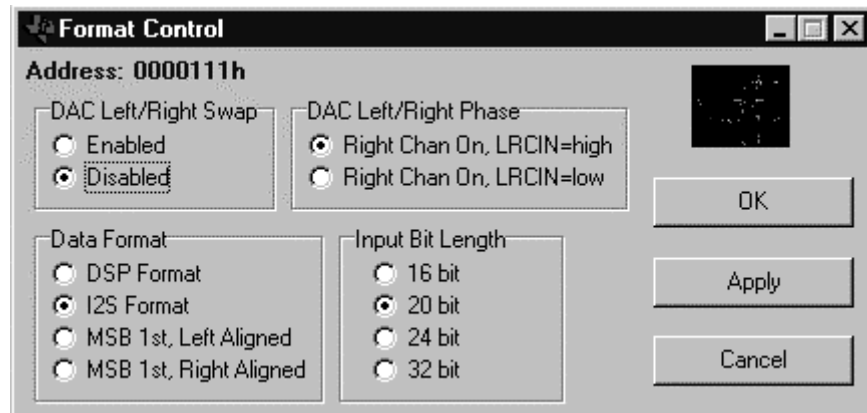 Format Control
Address: 0000111h
DAC Left/Right Swap
Enabled
Disabled
DAC Left/Right Phase
Right Chan On, LRCIN=high
Right Chan On, LRCIN=low
Data Format
DSP Format
I2S Format
MSB 1st, Left Aligned
MSB 1st, Right Aligned
Input Bit Length
16 bit
20 bit
24 bit
32 bit
OK
Apply
Cancel